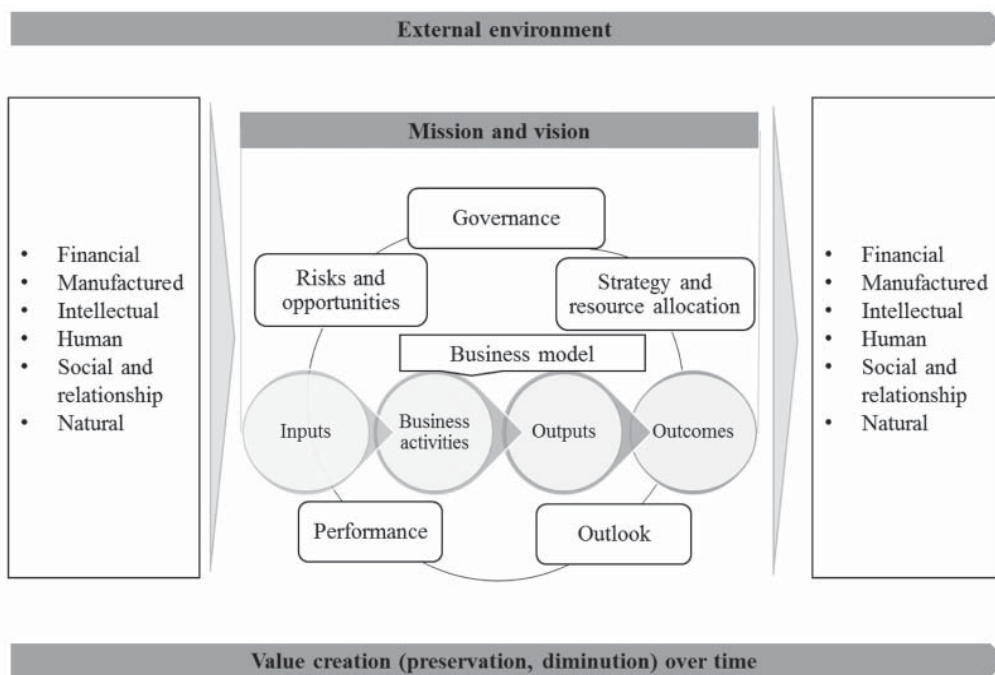 External environment
• Financial
• Manufactured
• Intellectual
• Human
• Social and
relationship
• Natural
Mission and vision
Governance
Risks and
opportunities
Strategy and
resource allocation
Business model
Inputs
Business
activities
Outputs
Outcomes
Performance
Outlook
• Financial
• Manufactured
• Intellectual
• Human
• Social and
relationship
• Natural
Value creation (preservation, diminution) over time